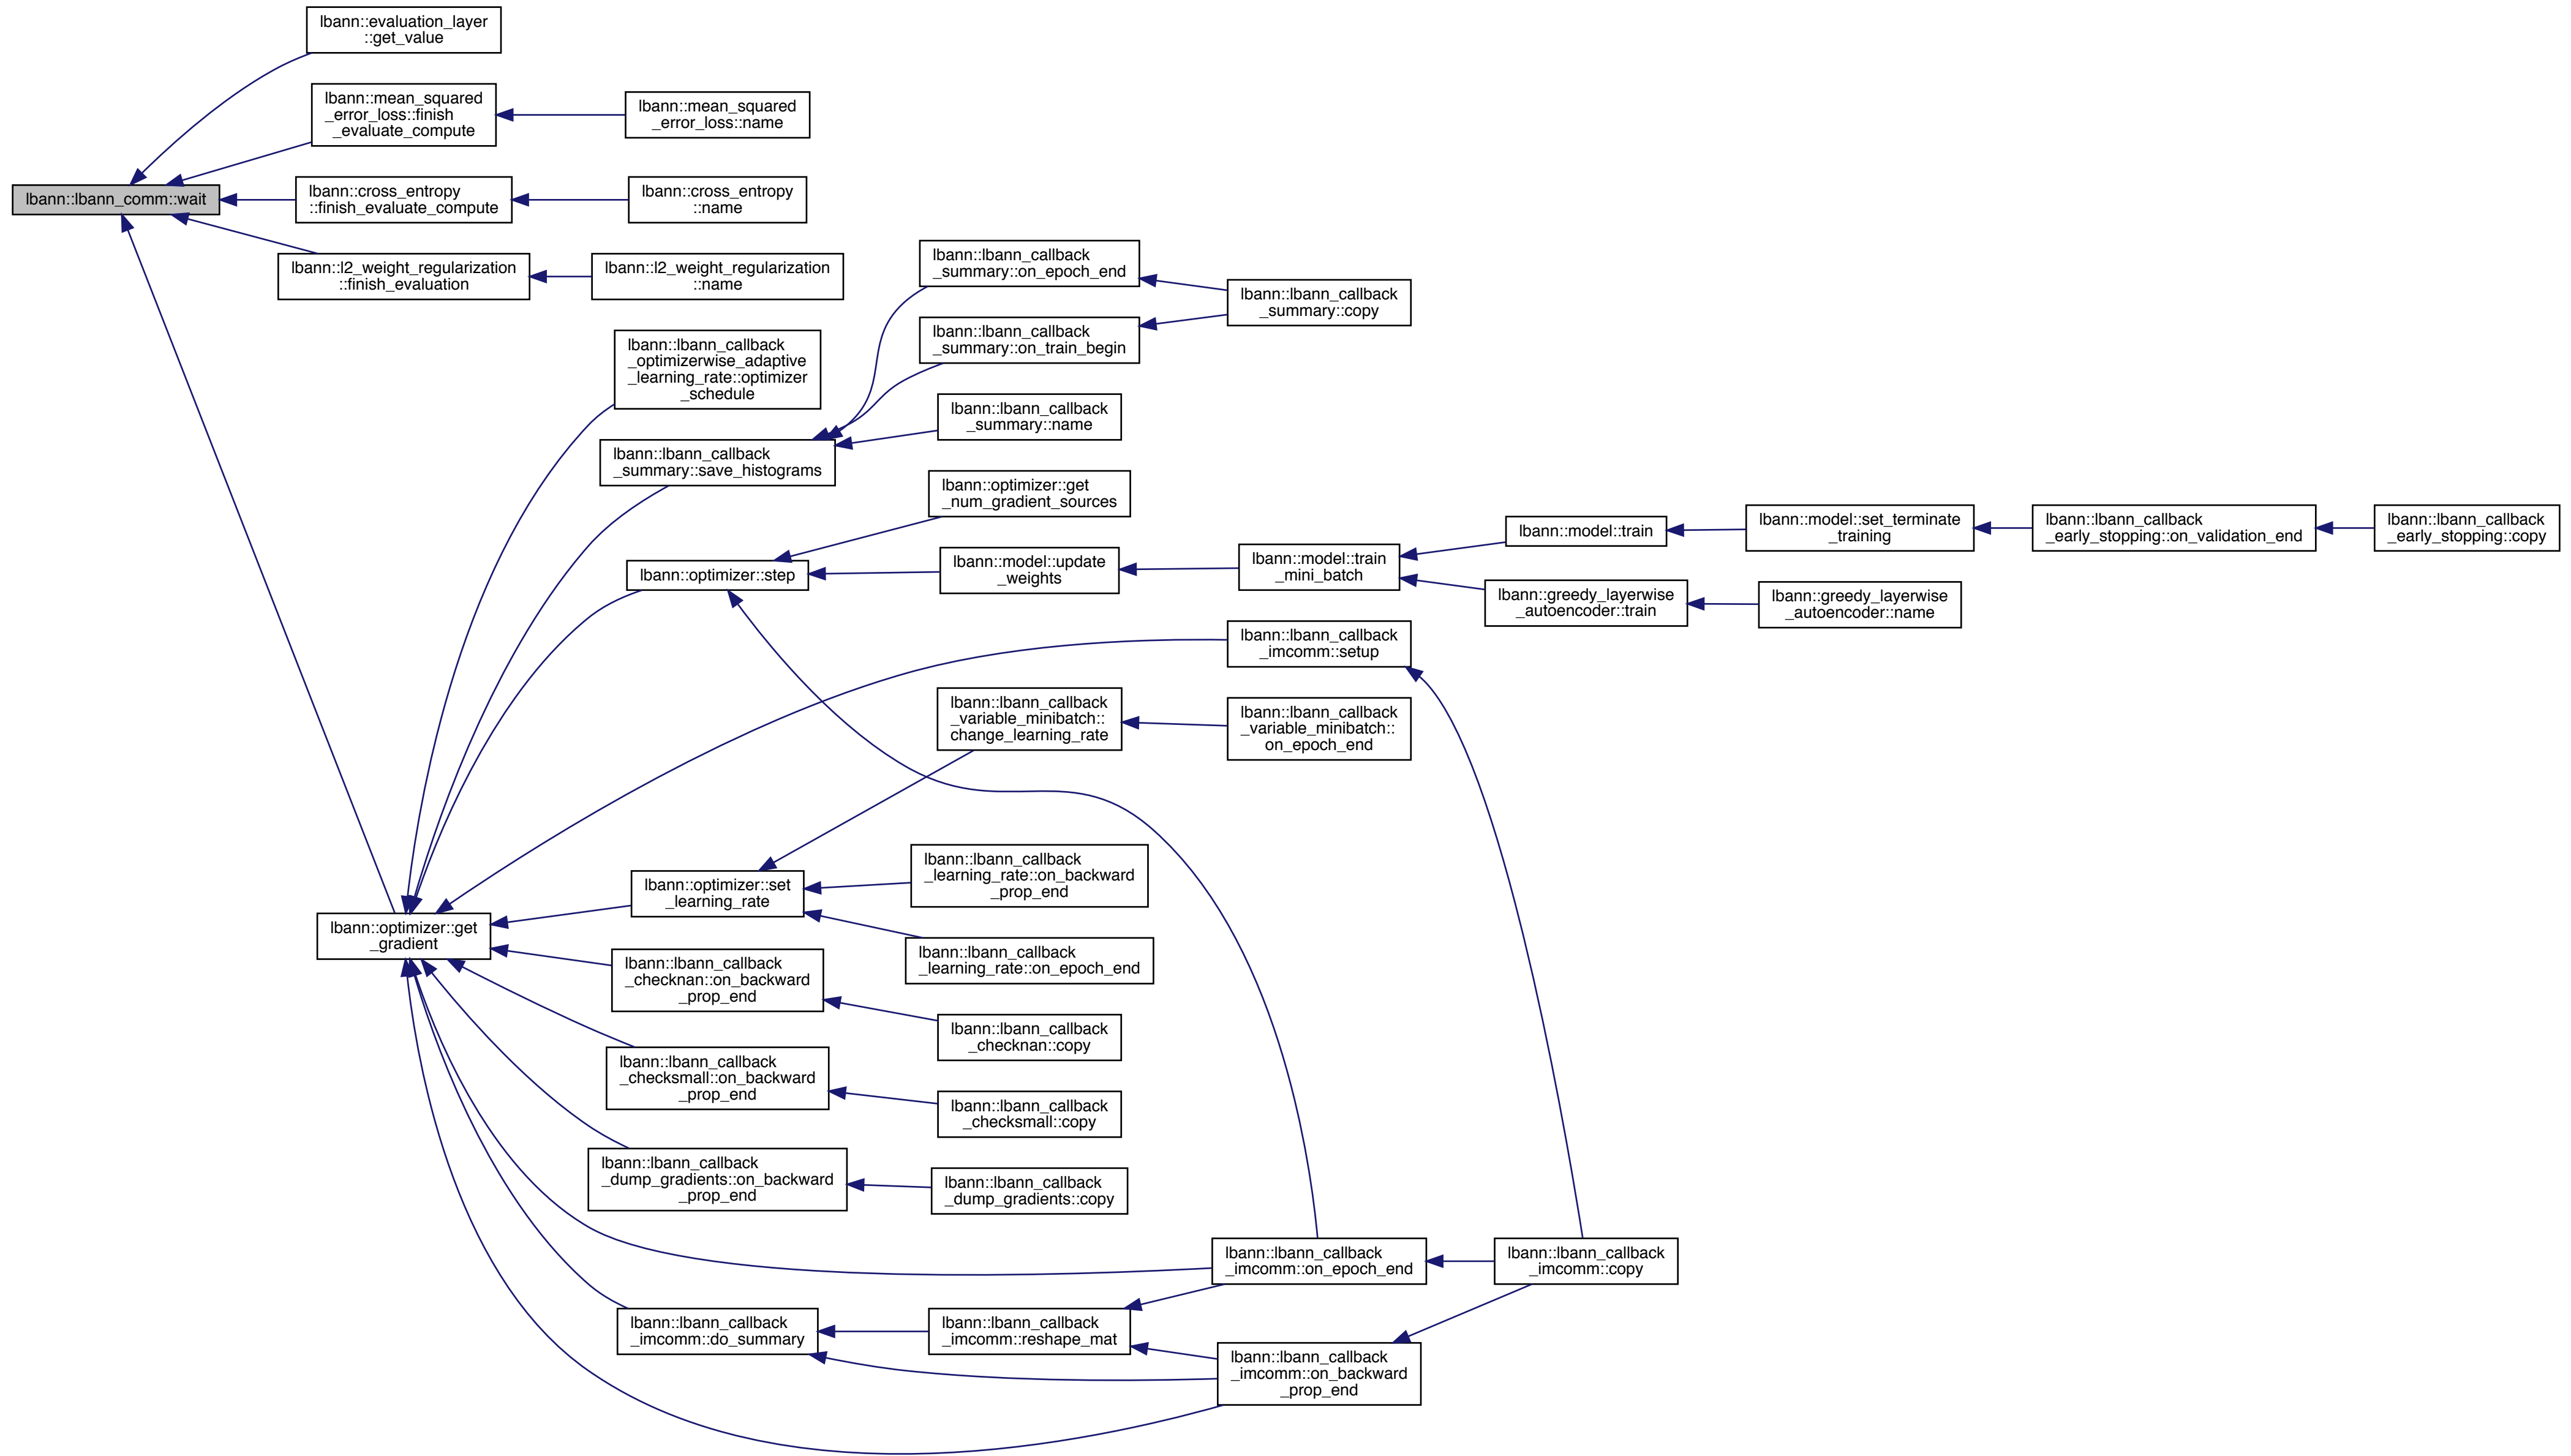 lbann::evaluation_layer
::get_value
lbann::mean_squared
_error_loss::finish
_evaluate_compute
lbann::mean_squared
_error_loss::name
lbann::lbann_comm::wait
lbann::cross_entropy
::finish_evaluate_compute
lbann::cross_entropy
::name
lbann::l2_weight_regularization
::finish_evaluation
lbann::l2_weight_regularization
::name
lbann::lbann_callback
_summary::on_epoch_end
lbann::lbann_callback
_summary::copy
lbann::lbann_callback
_summary::on_train_begin
lbann::lbann_callback
_optimizerwise_adaptive
_learning_rate::optimizer
_schedule
lbann::lbann_callback
_summary::name
lbann::lbann_callback
_summary::save_histograms
lbann::optimizer::get
_num_gradient_sources
lbann::optimizer::step
lbann::model::update
_weights
lbann::model::train
_mini_batch
lbann::model::train
lbann::model::set_terminate
_training
lbann::lbann_callback
_early_stopping::on_validation_end
lbann::lbann_callback
_early_stopping::copy
lbann::greedy_layerwise
_autoencoder::train
lbann::greedy_layerwise
_autoencoder::name
lbann::lbann_callback
_imcomm::setup
lbann::lbann_callback
_variable_minibatch::
change_learning_rate
lbann::lbann_callback
_variable_minibatch::
on_epoch_end
lbann::optimizer::set
_learning_rate
lbann::lbann_callback
_learning_rate::on_backward
_prop_end
lbann::lbann_callback
_learning_rate::on_epoch_end
lbann::optimizer::get
_gradient
lbann::lbann_callback
_checknan::on_backward
_prop_end
lbann::lbann_callback
_checknan::copy
lbann::lbann_callback
_checksmall::on_backward
_prop_end
lbann::lbann_callback
_checksmall::copy
lbann::lbann_callback
_dump_gradients::on_backward
_prop_end
lbann::lbann_callback
_dump_gradients::copy
lbann::lbann_callback
_imcomm::on_epoch_end
lbann::lbann_callback
_imcomm::copy
lbann::lbann_callback
_imcomm::do_summary
lbann::lbann_callback
_imcomm::reshape_mat
lbann::lbann_callback
_imcomm::on_backward
_prop_end